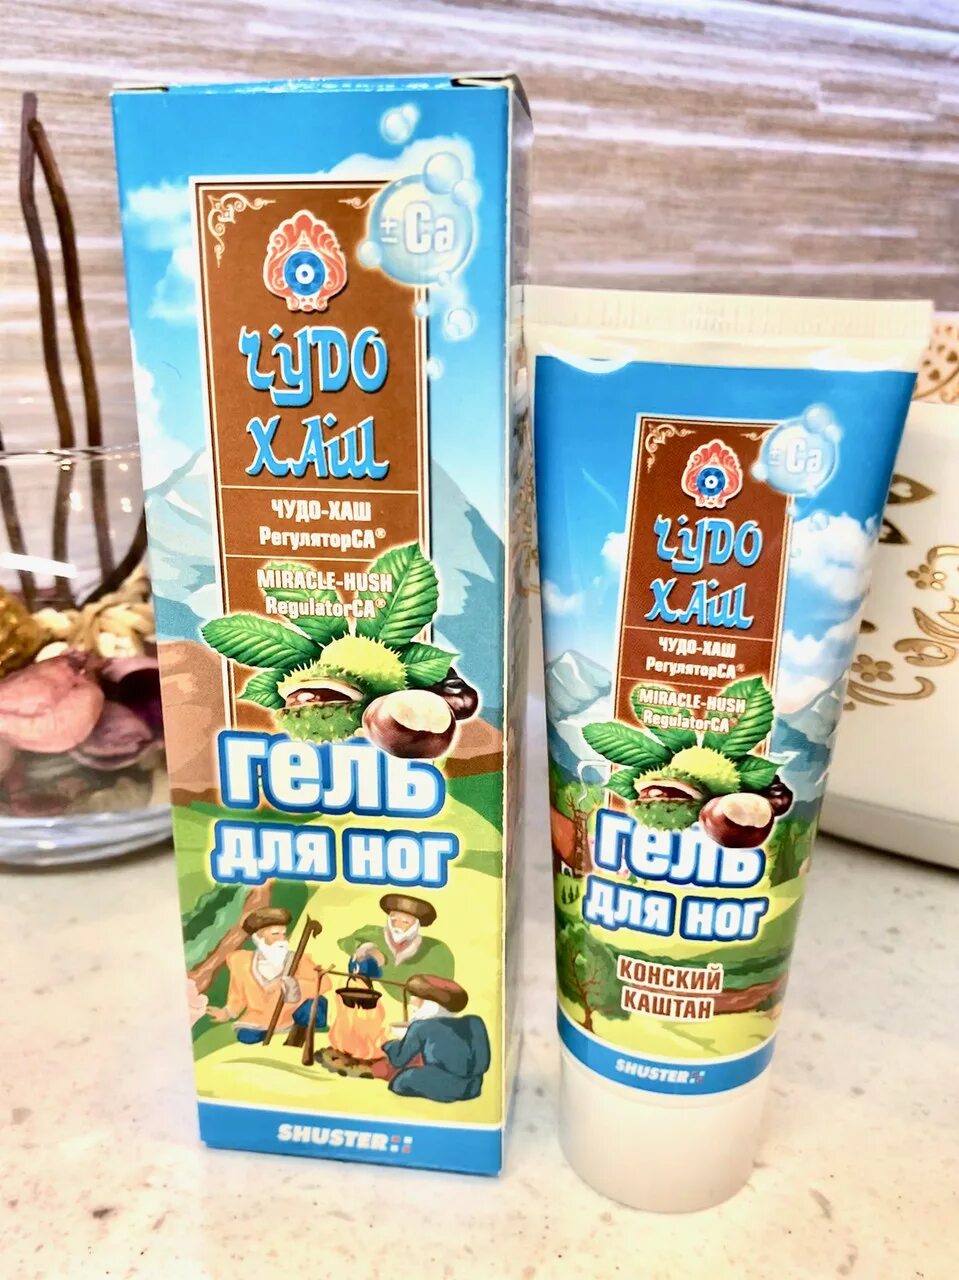 ±Ca
ЧУДО
ХАШ
ЧУДО-ХАШ
РегуляторСА®
MIRACLE-HUSH
RegulatorCA®
гель
для ног
SHUSTER
±Ca
ЧУДО
ХАШ
ЧУДО-ХАШ
РегуляторСА®
MIRACLE-HUSH
RegulatorCA®
гель
для ног
КОНСКИЙ
КАШТАН
SHUSTER